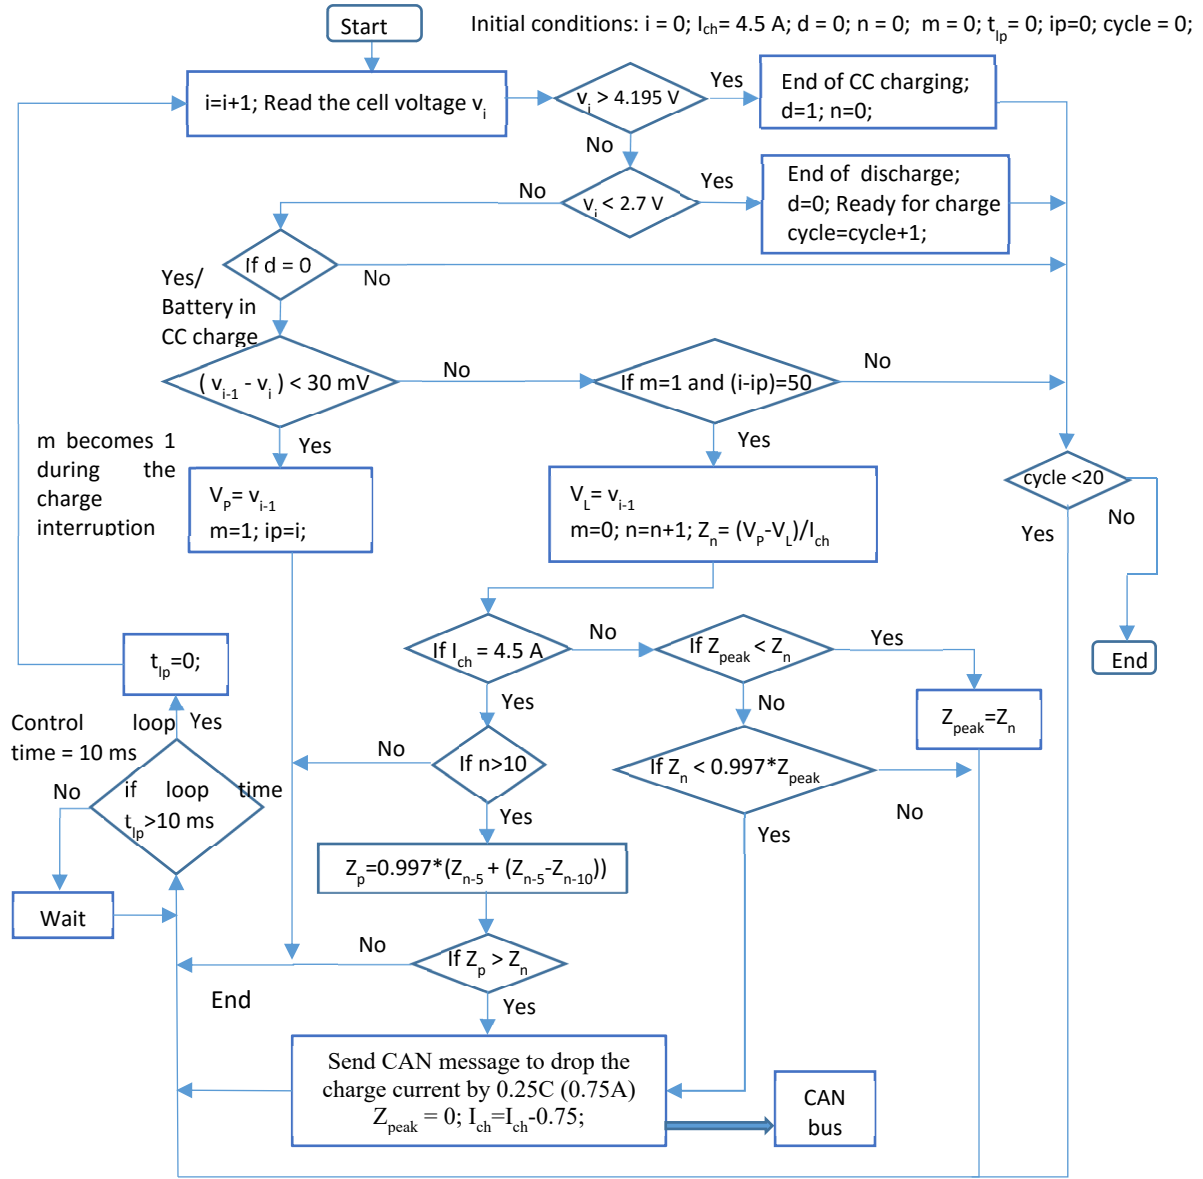 Start
Initial conditions: i = 0; Ich= 4.5 A; d = 0; n = 0; m = 0; tlp= 0; ip=0; cycle = 0;
i=i+1; Read the cell voltage vi
vi > 4.195 V
Yes
End of CC charging;
d=1; n=0;
No
vi < 2.7 V
No
Yes
End of discharge;
d=0; Ready for charge
cycle=cycle+1;
If d = 0
No
Yes/
Battery in
CC charge
( vi-1 - vi ) < 30 mV
No
If m=1 and (i-ip)=50
No
Yes
Yes
m becomes 1
during the
charge
interruption
VP= vi-1
m=1; ip=i;
VL= vi-1
m=0; n=n+1; Zn= (VP-VL)/Ich
cycle <20
No
Yes
End
If Ich = 4.5 A
No
If Zpeak < Zn
Yes
Yes
No
Zpeak=Zn
tlp=0;
Yes
Control loop
time = 10 ms
No
if loop time
tlp>10 ms
Wait
If n>10
No
Yes
If Zn < 0.997*Zpeak
No
Yes
Zp=0.997*(Zn-5 + (Zn-5-Zn-10))
If Zp > Zn
No
Yes
End
Send CAN message to drop the
charge current by 0.25C (0.75A)
Zpeak = 0; Ich=Ich-0.75;
CAN
bus